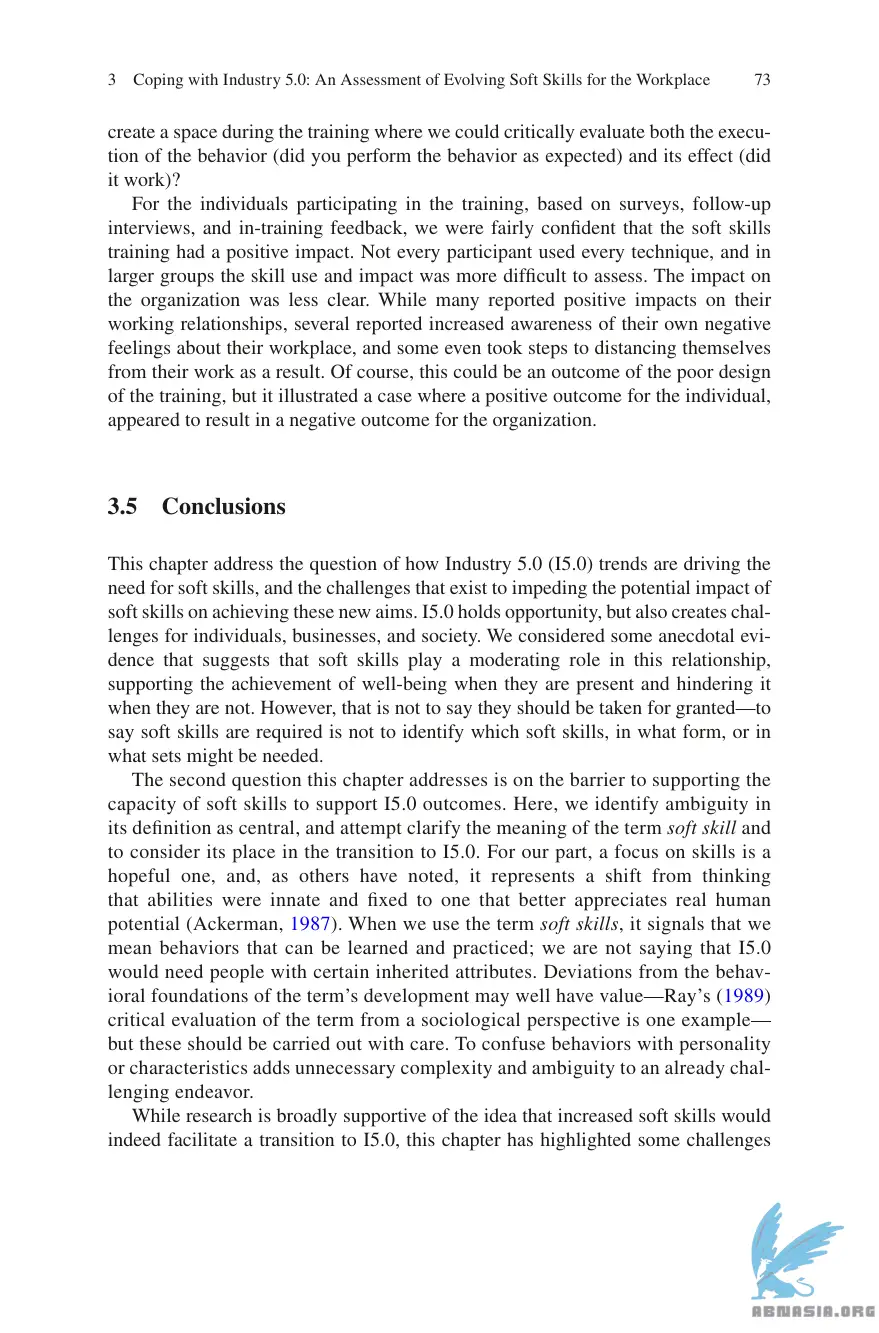 3 Coping with Industry 5.0: An Assessment of Evolving Soft Skills for the Workplace 73
create a space during the training where we could critically evaluate both the execu-
tion of the behavior (did you perform the behavior as expected) and its effect (did
it work)?
For the individuals participating in the training, based on surveys, follow-up
interviews, and in-training feedback, we were fairly confident that the soft skills
training had a positive impact. Not every participant used every technique, and in
larger groups the skill use and impact was more difficult to assess. The impact on
the organization was less clear. While many reported positive impacts on their
working relationships, several reported increased awareness of their own negative
feelings about their workplace, and some even took steps to distancing themselves
from their work as a result. Of course, this could be an outcome of the poor design
of the training, but it illustrated a case where a positive outcome for the individual,
appeared to result in a negative outcome for the organization.
3.5 Conclusions
This chapter address the question of how Industry 5.0 (I5.0) trends are driving the
need for soft skills, and the challenges that exist to impeding the potential impact of
soft skills on achieving these new aims. I5.0 holds opportunity, but also creates chal-
lenges for individuals, businesses, and society. We considered some anecdotal evi-
dence that suggests that soft skills play a moderating role in this relationship,
supporting the achievement of well-being when they are present and hindering it
when they are not. However, that is not to say they should be taken for granted—to
say soft skills are required is not to identify which soft skills, in what form, or in
what sets might be needed.
The second question this chapter addresses is on the barrier to supporting the
capacity of soft skills to support I5.0 outcomes. Here, we identify ambiguity in
its definition as central, and attempt clarify the meaning of the term soft skill and
to consider its place in the transition to I5.0. For our part, a focus on skills is a
hopeful one, and, as others have noted, it represents a shift from thinking
that abilities were innate and fixed to one that better appreciates real human
potential (Ackerman, 1987). When we use the term soft skills, it signals that we
mean behaviors that can be learned and practiced; we are not saying that I5.0
would need people with certain inherited attributes. Deviations from the behav-
ioral foundations of the term's development may well have value—Ray's (1989)
critical evaluation of the term from a sociological perspective is one example—
but these should be carried out with care. To confuse behaviors with personality
or characteristics adds unnecessary complexity and ambiguity to an already chal-
lenging endeavor.
While research is broadly supportive of the idea that increased soft skills would
indeed facilitate a transition to I5.0, this chapter has highlighted some challenges
ABNASIA.ORG